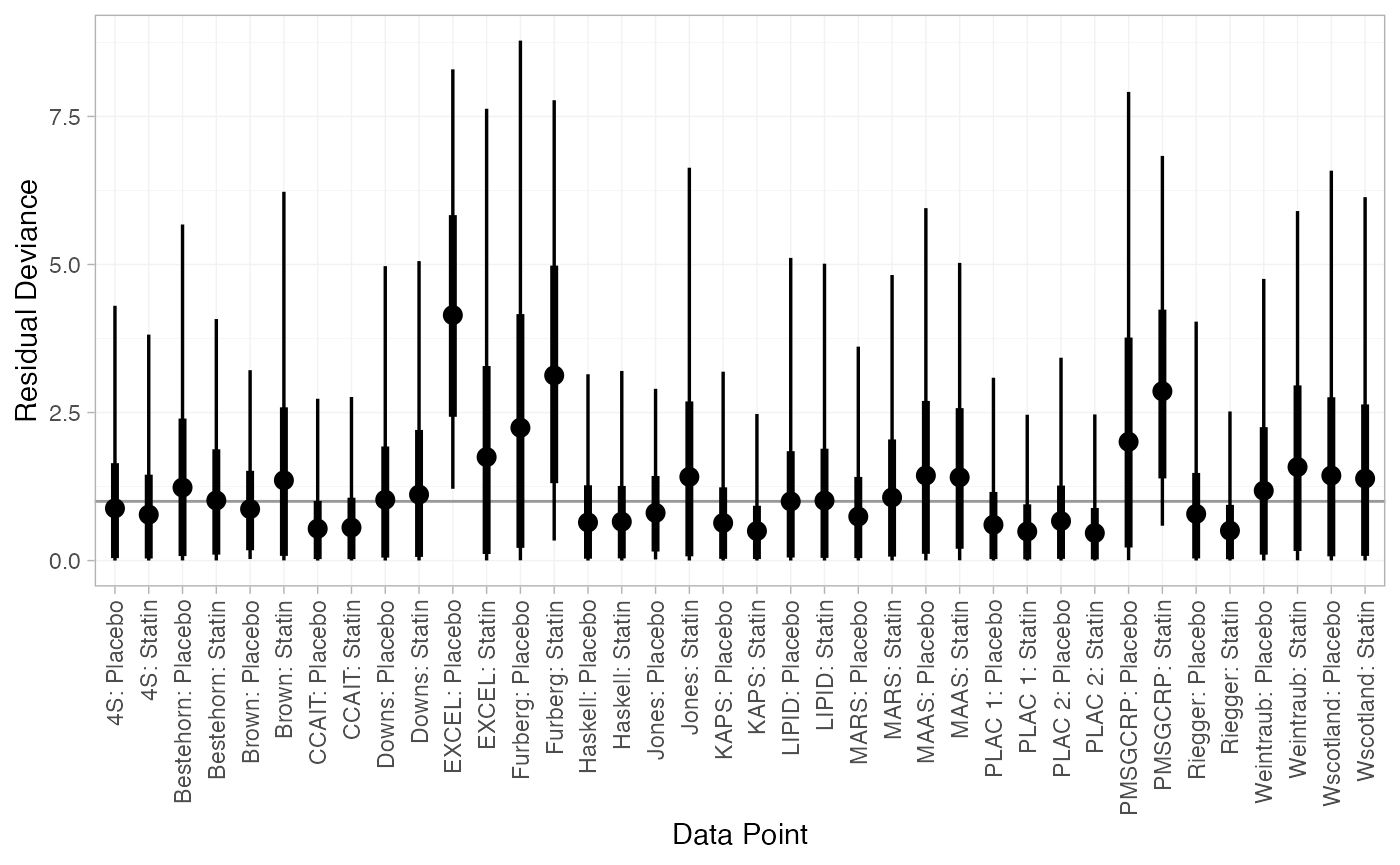 Residual Deviance
7.5
5.0
2.5
0.0
4S: Placebo
4S: Statin
Bestehorn: Placebo
Bestehorn: Statin
Brown: Placebo
Brown: Statin
CCAIT: Placebo
CCAIT: Statin
Downs: Placebo
Downs: Statin
EXCEL: Placebo
EXCEL: Statin
Furberg: Placebo
Furberg: Statin
Haskell: Placebo
Haskell: Statin
Jones: Placebo
Jones: Statin
KAPS: Placebo
KAPS: Statin
LIPID: Placebo
LIPID: Statin
MARS: Placebo
MARS: Statin
MAAS: Placebo
MAAS: Statin
PLAC 1: Placebo
PLAC 1: Statin
PLAC 2: Placebo
PLAC 2: Statin
PMSGCRP: Placebo
PMSGCRP: Statin
Riegger: Placebo
Riegger: Statin
Weintraub: Placebo
Weintraub: Statin
Wscotland: Placebo
Wscotland: Statin
Data Point